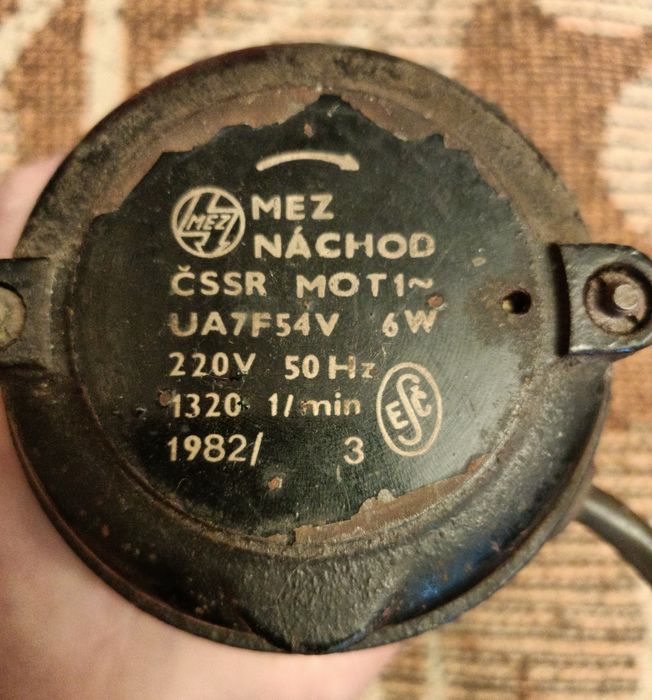 MEZ MEZ
NÁCHOD
ČSSR MOT1~
UA7F54V 6W
220V 50Hz
1320 1/min
ESČ
1982/ 3